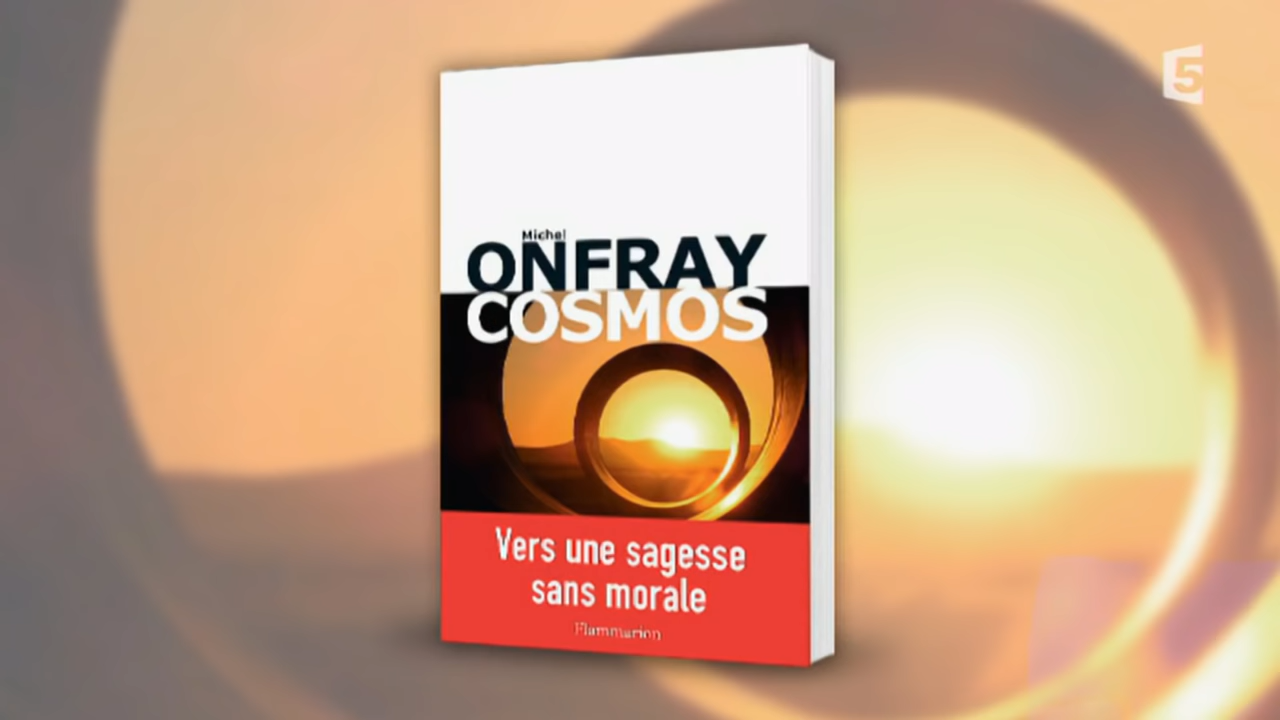 5
Michel
ONFRAY
COSMOS
Vers une sagesse
sans morale
Flammarion